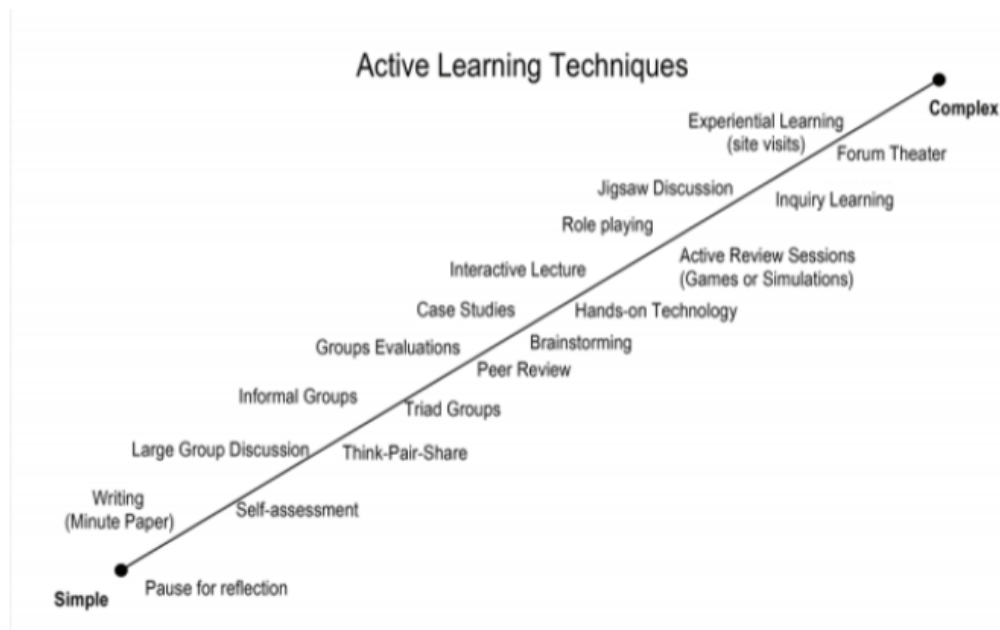 Active Learning Techniques
Complex
Experiential Learning
(site visits)
Forum Theater
Jigsaw Discussion
Inquiry Learning
Role playing
Active Review Sessions
(Games or Simulations)
Interactive Lecture
Case Studies
Hands-on Technology
Brainstorming
Groups Evaluations
Peer Review
Informal Groups
Triad Groups
Large Group Discussion
Think-Pair-Share
Writing
(Minute Paper)
Self-assessment
Pause for reflection
Simple